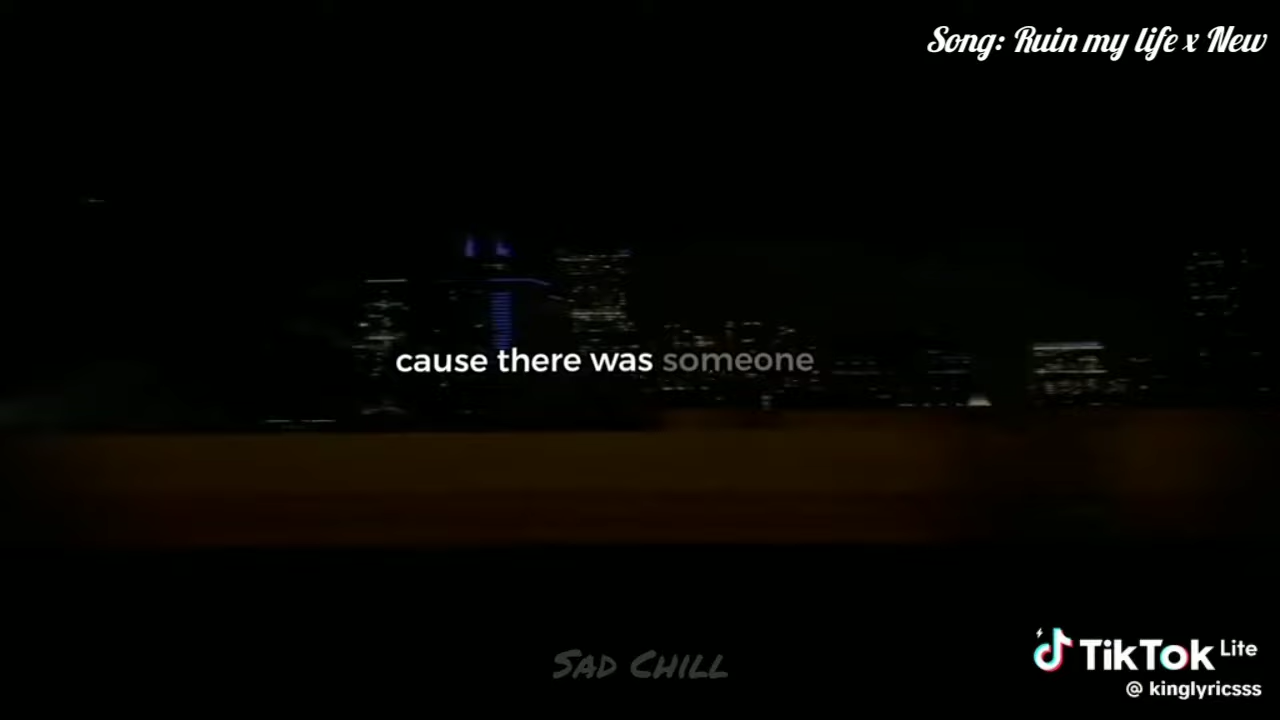 Song: Ruin my life x New
cause there was someone
SAD CHILL
TikTok Lite
@ kinglyricsss